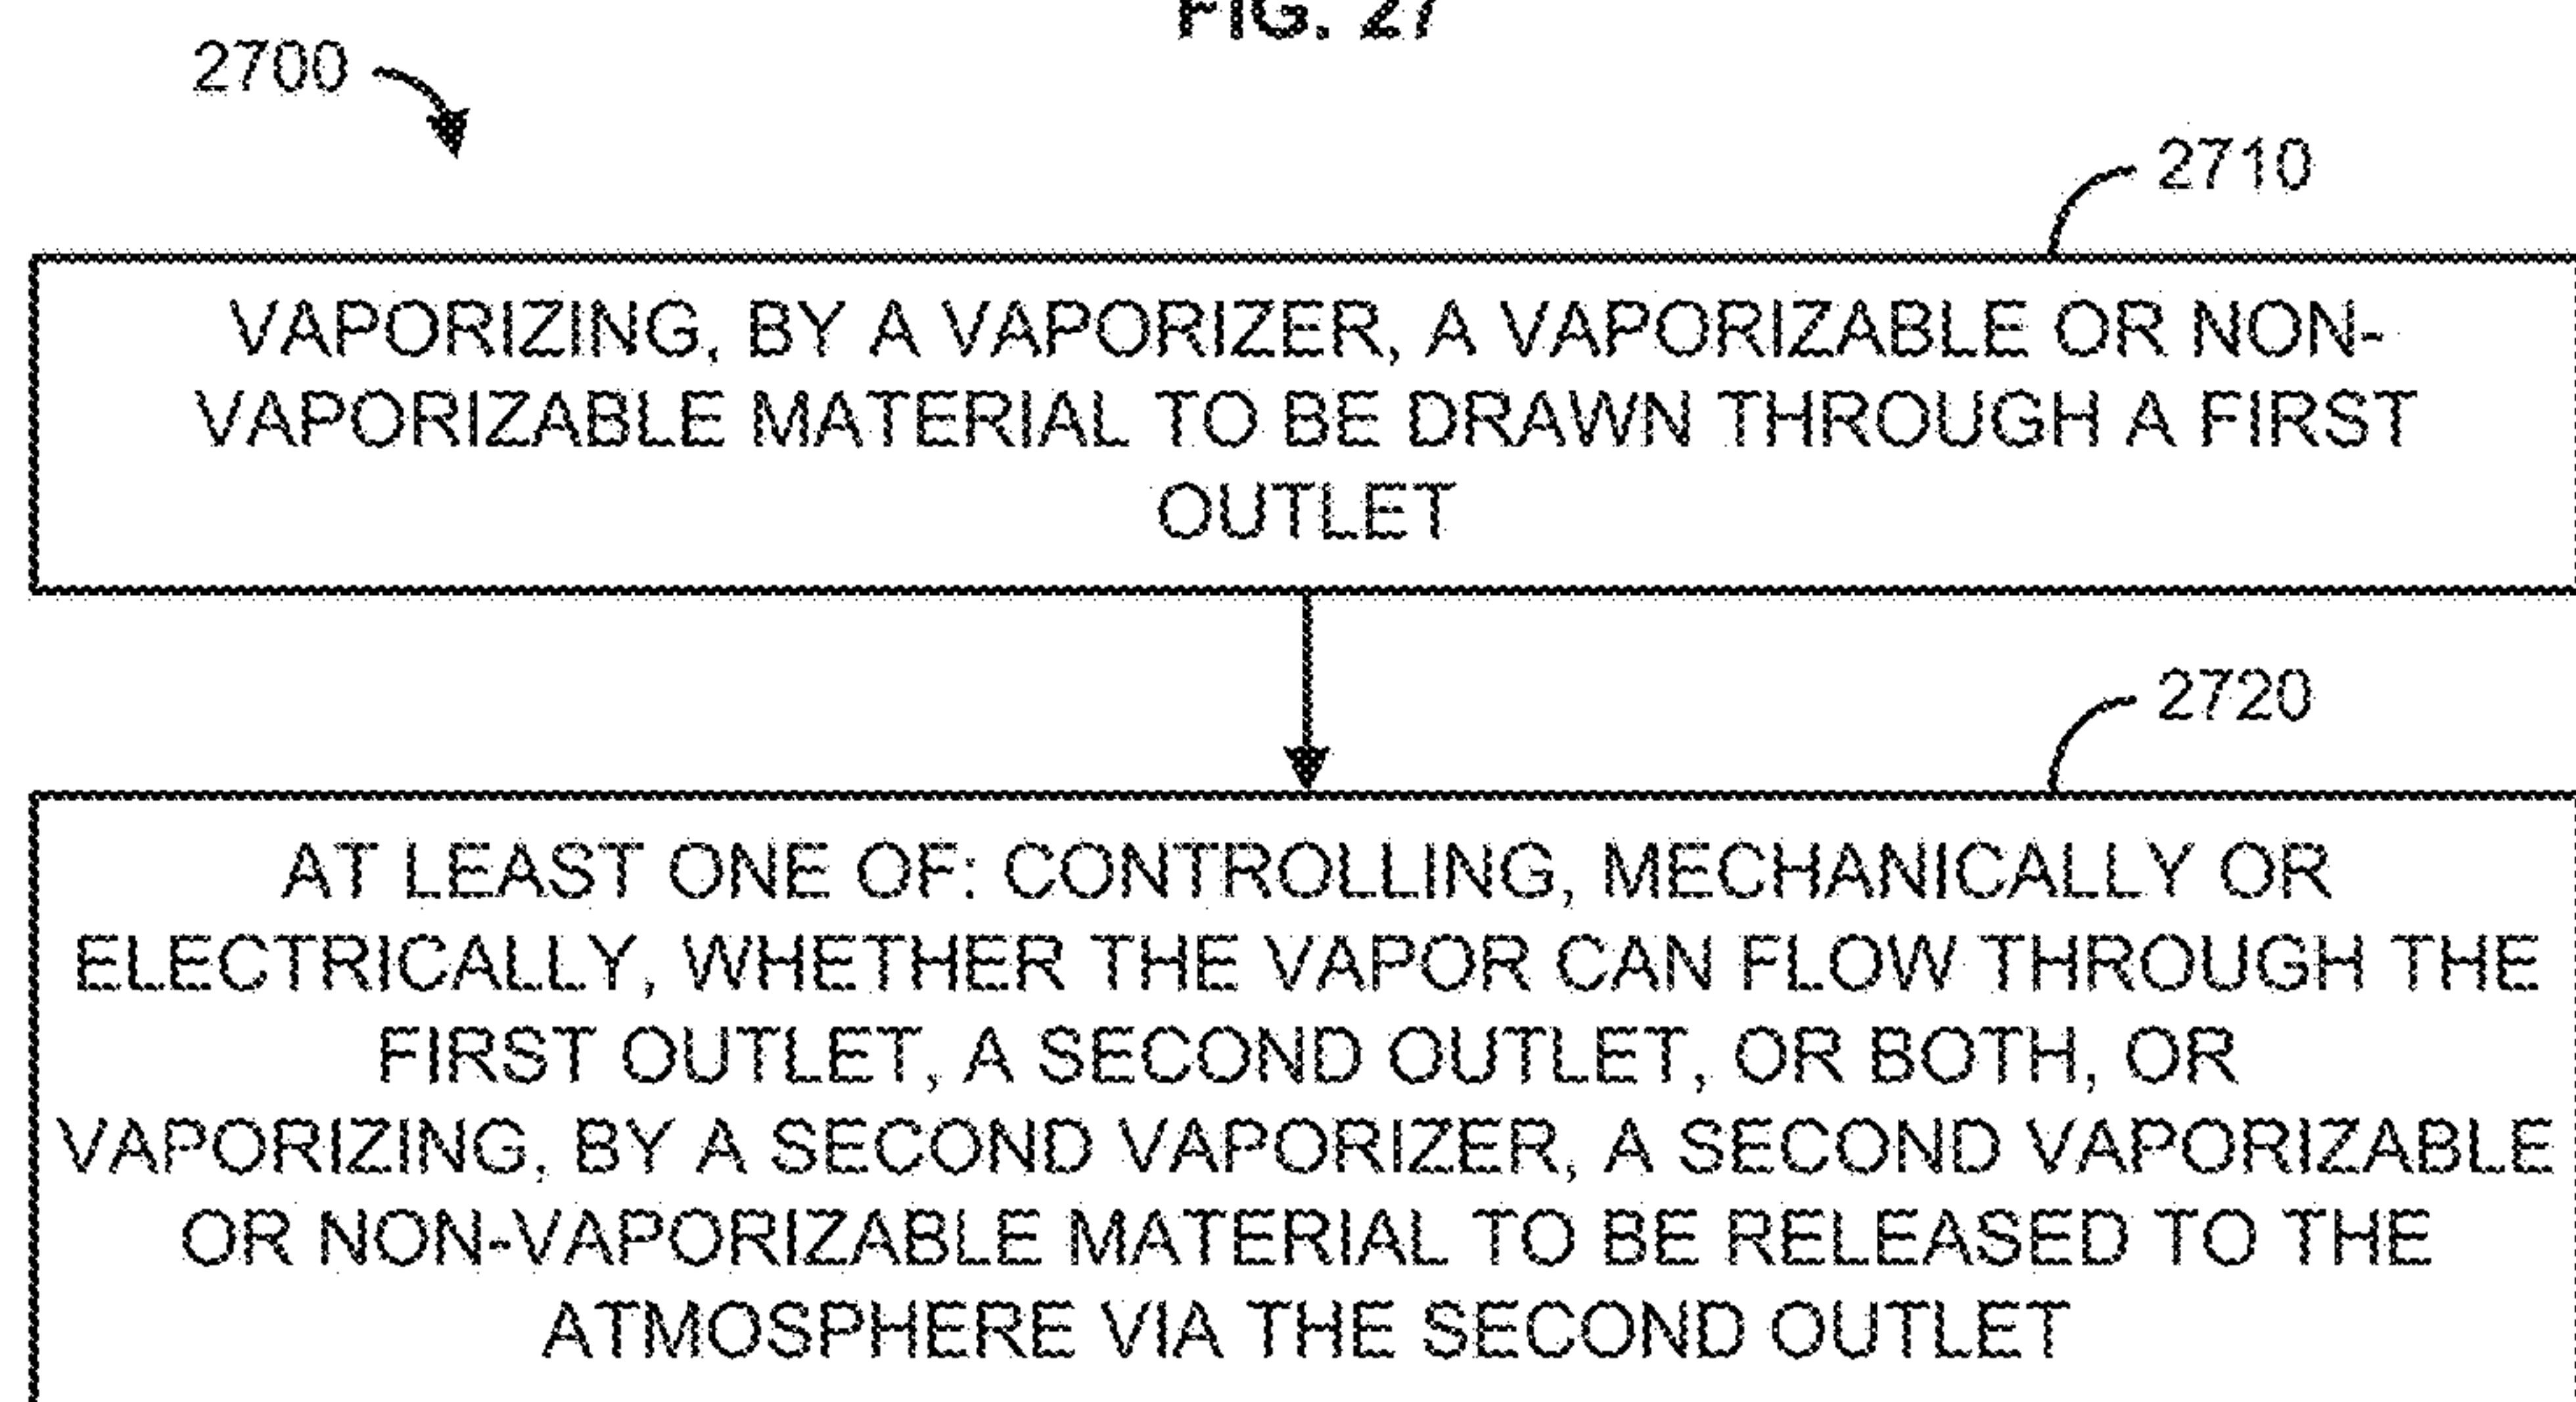 FIG. 27
2700
2710
VAPORIZING, BY A VAPORIZER, A VAPORIZABLE OR NON-
VAPORIZABLE MATERIAL TO BE DRAWN THROUGH A FIRST
OUTLET
2720
AT LEAST ONE OF: CONTROLLING, MECHANICALLY OR
ELECTRICALLY, WHETHER THE VAPOR CAN FLOW THROUGH THE
FIRST OUTLET, A SECOND OUTLET, OR BOTH, OR
VAPORIZING, BY A SECOND VAPORIZER, A SECOND VAPORIZABLE
OR NON-VAPORIZABLE MATERIAL TO BE RELEASED TO THE
ATMOSPHERE VIA THE SECOND OUTLET